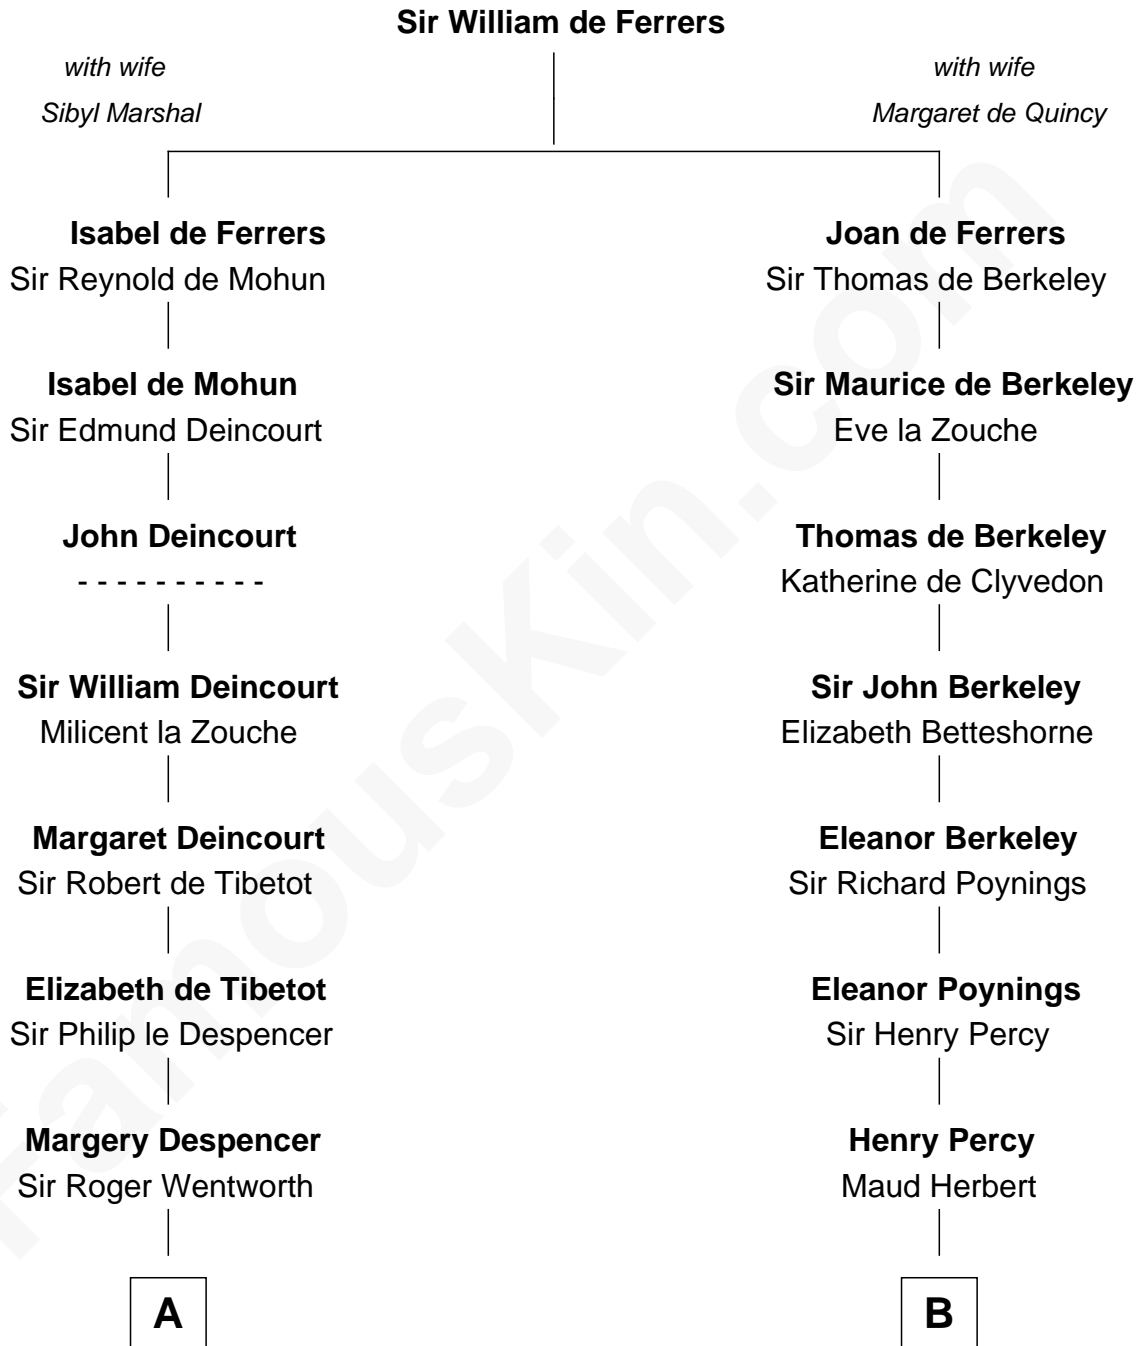 Sir William de Ferrers
with wife
Sibyl Marshal
with wife
Margaret de Quincy
Isabel de Ferrers
Sir Reynold de Mohun
Joan de Ferrers
Sir Thomas de Berkeley
Isabel de Mohun
Sir Edmund Deincourt
Sir Maurice de Berkeley
Eve la Zouche
John Deincourt
- - - - - - - - - -
Thomas de Berkeley
Katherine de Clyvedon
Sir William Deincourt
Milicent la Zouche
Sir John Berkeley
Elizabeth Betteshorne
Margaret Deincourt
Sir Robert de Tibetot
Eleanor Berkeley
Sir Richard Poynings
Elizabeth de Tibetot
Sir Philip le Despencer
Eleanor Poynings
Sir Henry Percy
Margery Despencer
Sir Roger Wentworth
Henry Percy
Maud Herbert
A
B
FamousKin.com